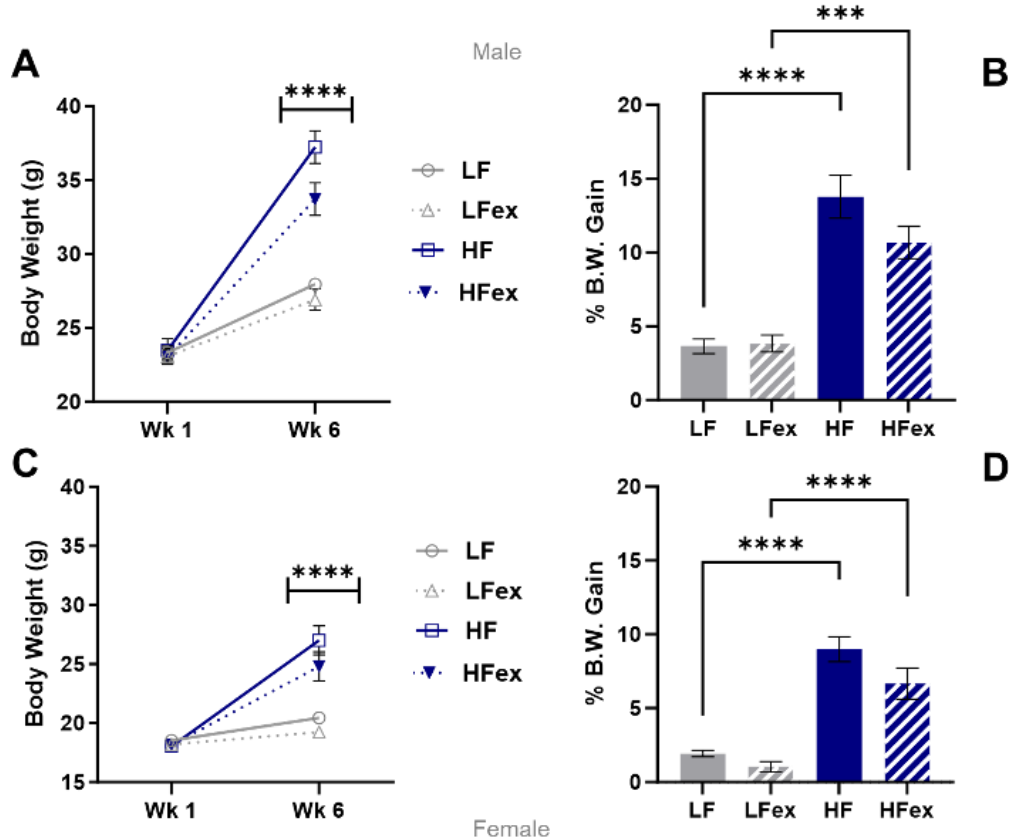 Male
A
B
****
40
35
30
25
20
Body Weight (g)
Wk 1
Wk 6
LF
LFex
HF
HFex
***
****
20
15
10
5
0
% B.W. Gain
LF
LFex
HF
HFex
C
D
****
40
35
30
25
20
15
Body Weight (g)
Wk 1
Wk 6
LF
LFex
HF
HFex
****
****
20
15
10
5
0
% B.W. Gain
LF
LFex
HF
HFex
Female